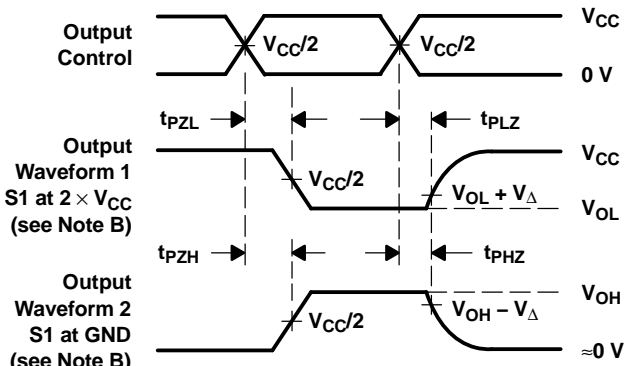 Output
Control
V_CC/2
V_CC/2
V_CC
0 V
t_PZL
t_PLZ
Output
Waveform 1
S1 at 2 × V_CC
(see Note B)
V_CC/2
V_CC
V_OL + V_Δ
V_OL
t_PZH
t_PHZ
Output
Waveform 2
S1 at GND
(see Note B)
V_CC/2
V_OH
V_OH − V_Δ
≈0 V